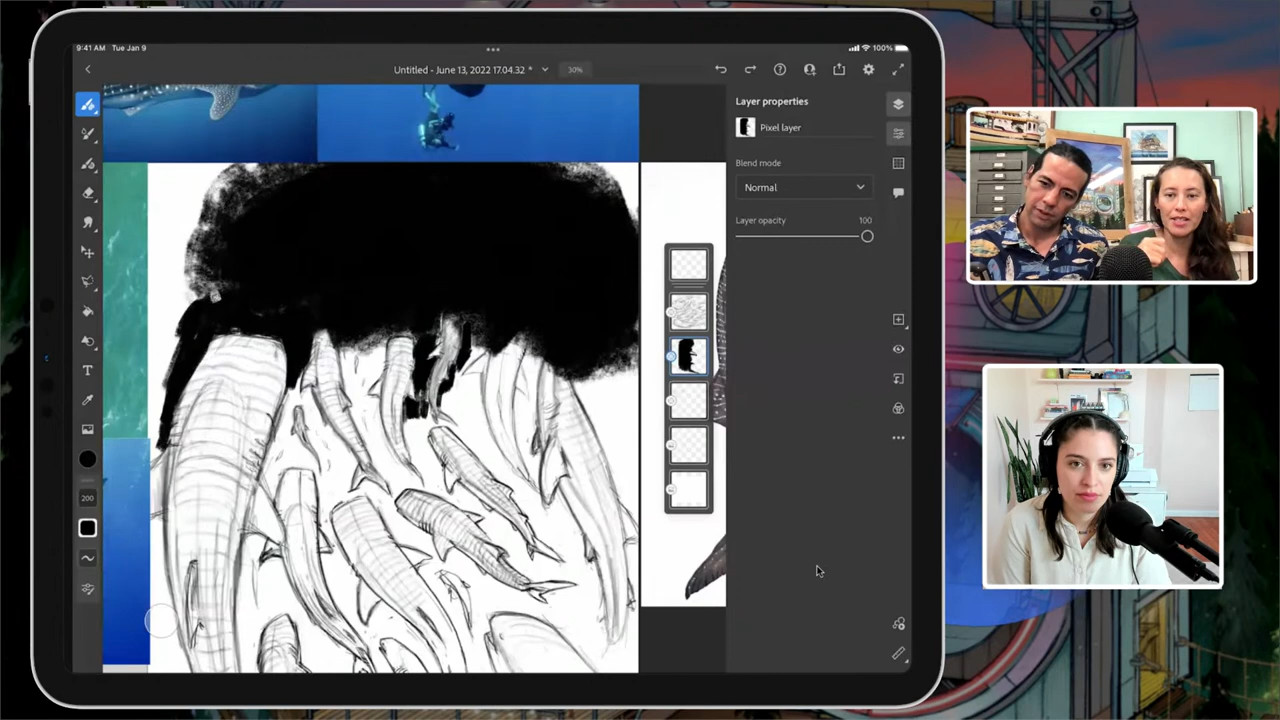 9:41 AM Tue Jan 9
100%
Untitled - June 13, 2022 17.04.32 *
30%
Layer properties
Pixel layer
Blend mode
Normal
Layer opacity 100
T
200